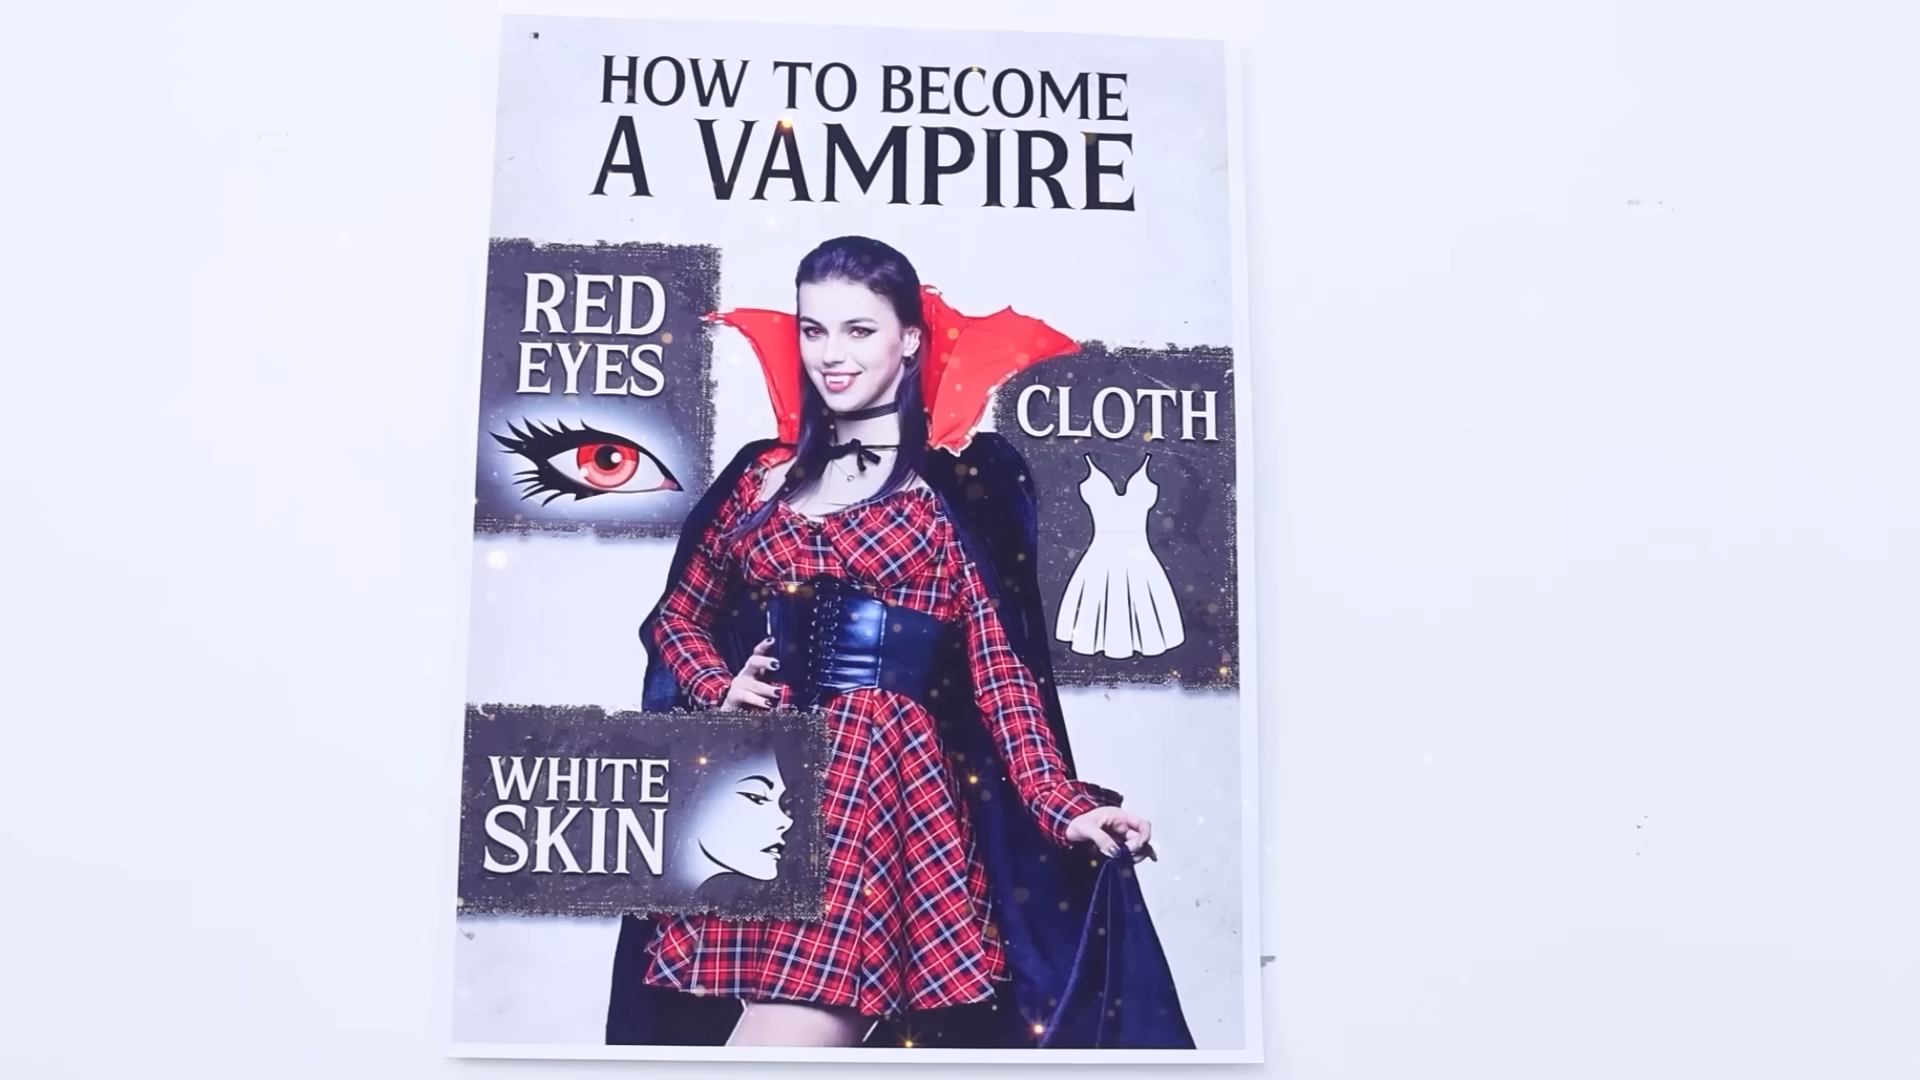 HOW TO BECOME
A VAMPIRE
RED
EYES
CLOTH
WHITE
SKIN